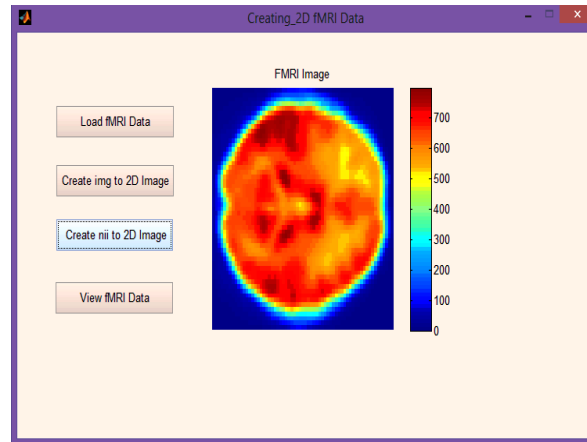 Creating_2D fMRI Data
FMRI Image
Load fMRI Data
Create img to 2D Image
Create nii to 2D Image
View fMRI Data
700
600
500
400
300
200
100
0